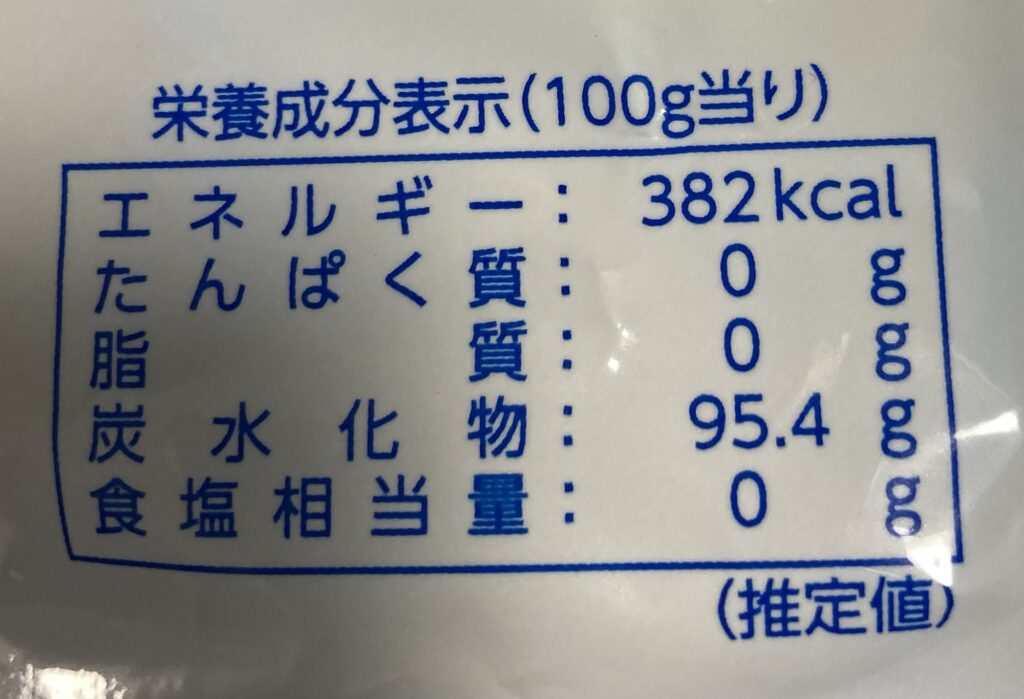 栄養成分表示(100g当り)
エネルギー: 382kcal
たんぱく質: 0 g
脂質: 0 g
炭水化物: 95.4 g
食塩相当量: 0 g
(推定値)